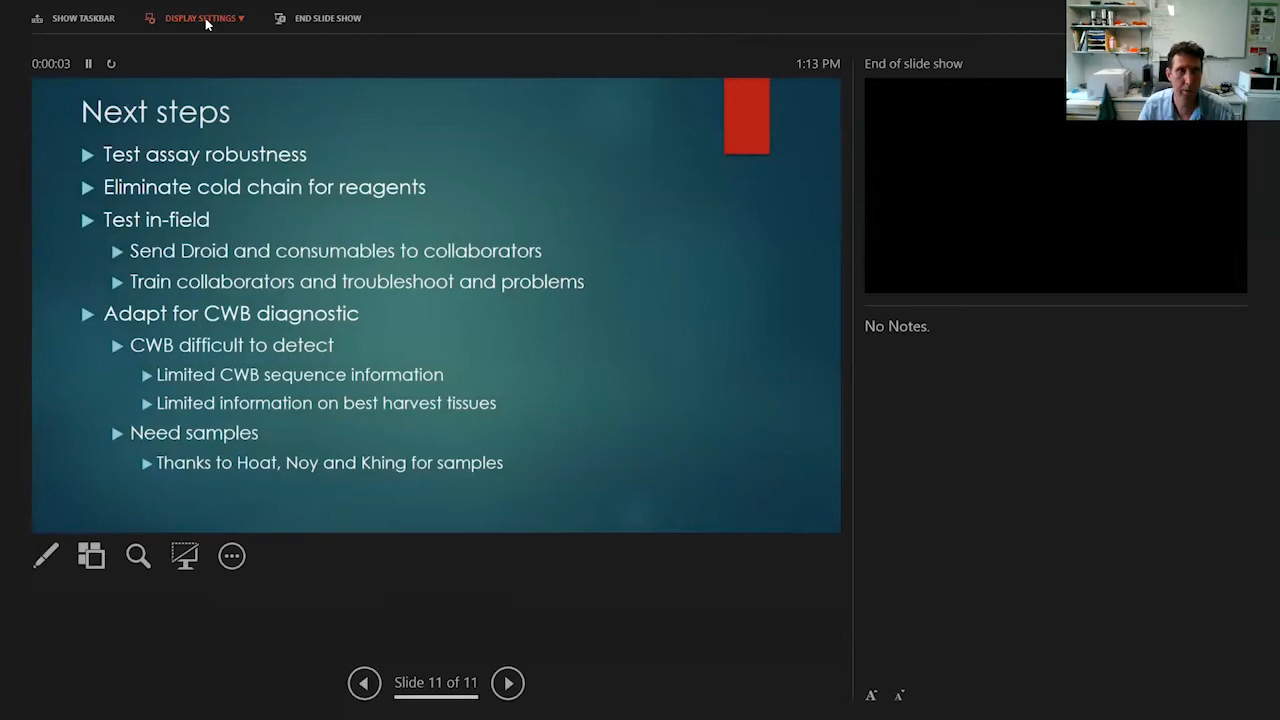 SHOW TASKBAR
DISPLAY SETTINGS ▼
END SLIDE SHOW
0:00:03
1:13 PM
End of slide show
Next steps
Test assay robustness
Eliminate cold chain for reagents
Test in-field
Send Droid and consumables to collaborators
Train collaborators and troubleshoot and problems
Adapt for CWB diagnostic
CWB difficult to detect
Limited CWB sequence information
Limited information on best harvest tissues
Need samples
Thanks to Hoat, Noy and Khing for samples
No Notes.
Slide 11 of 11
A A